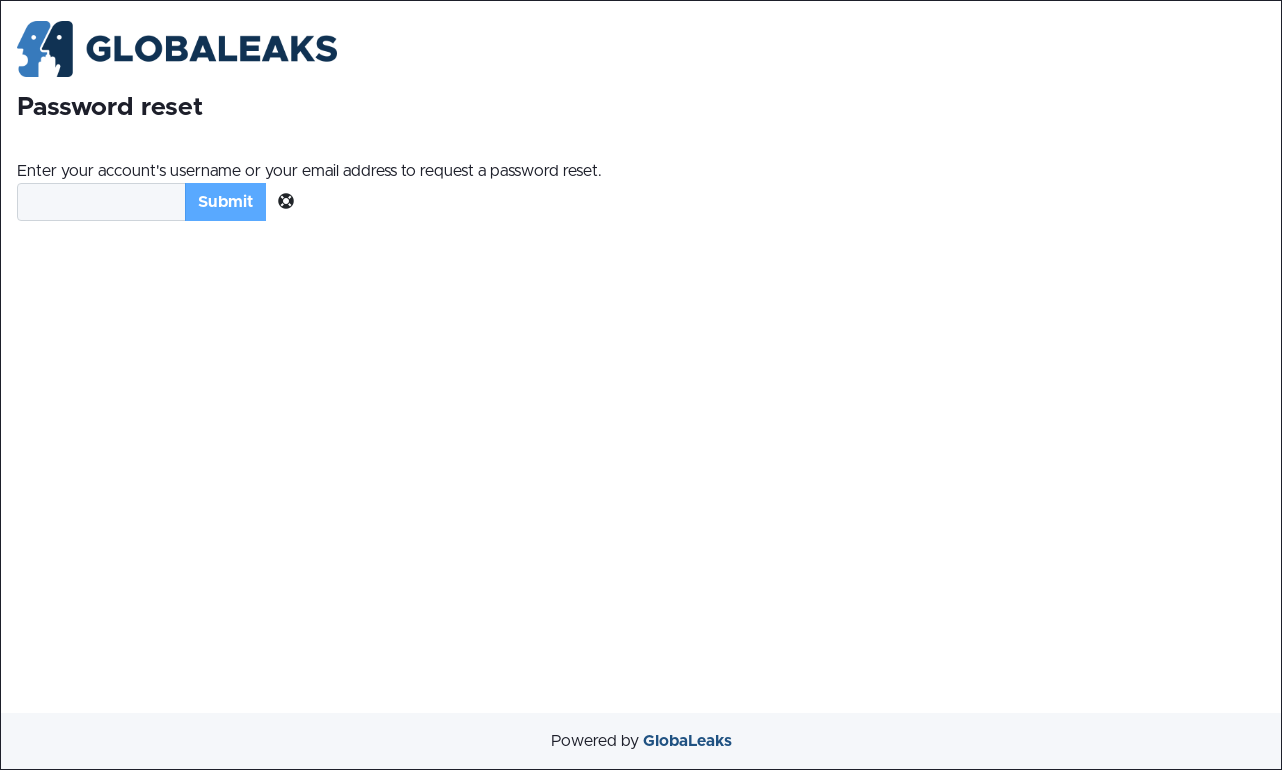 GLOBALEAKS
Password reset
Enter your account's username or your email address to request a password reset.
Submit
Powered by GlobaLeaks